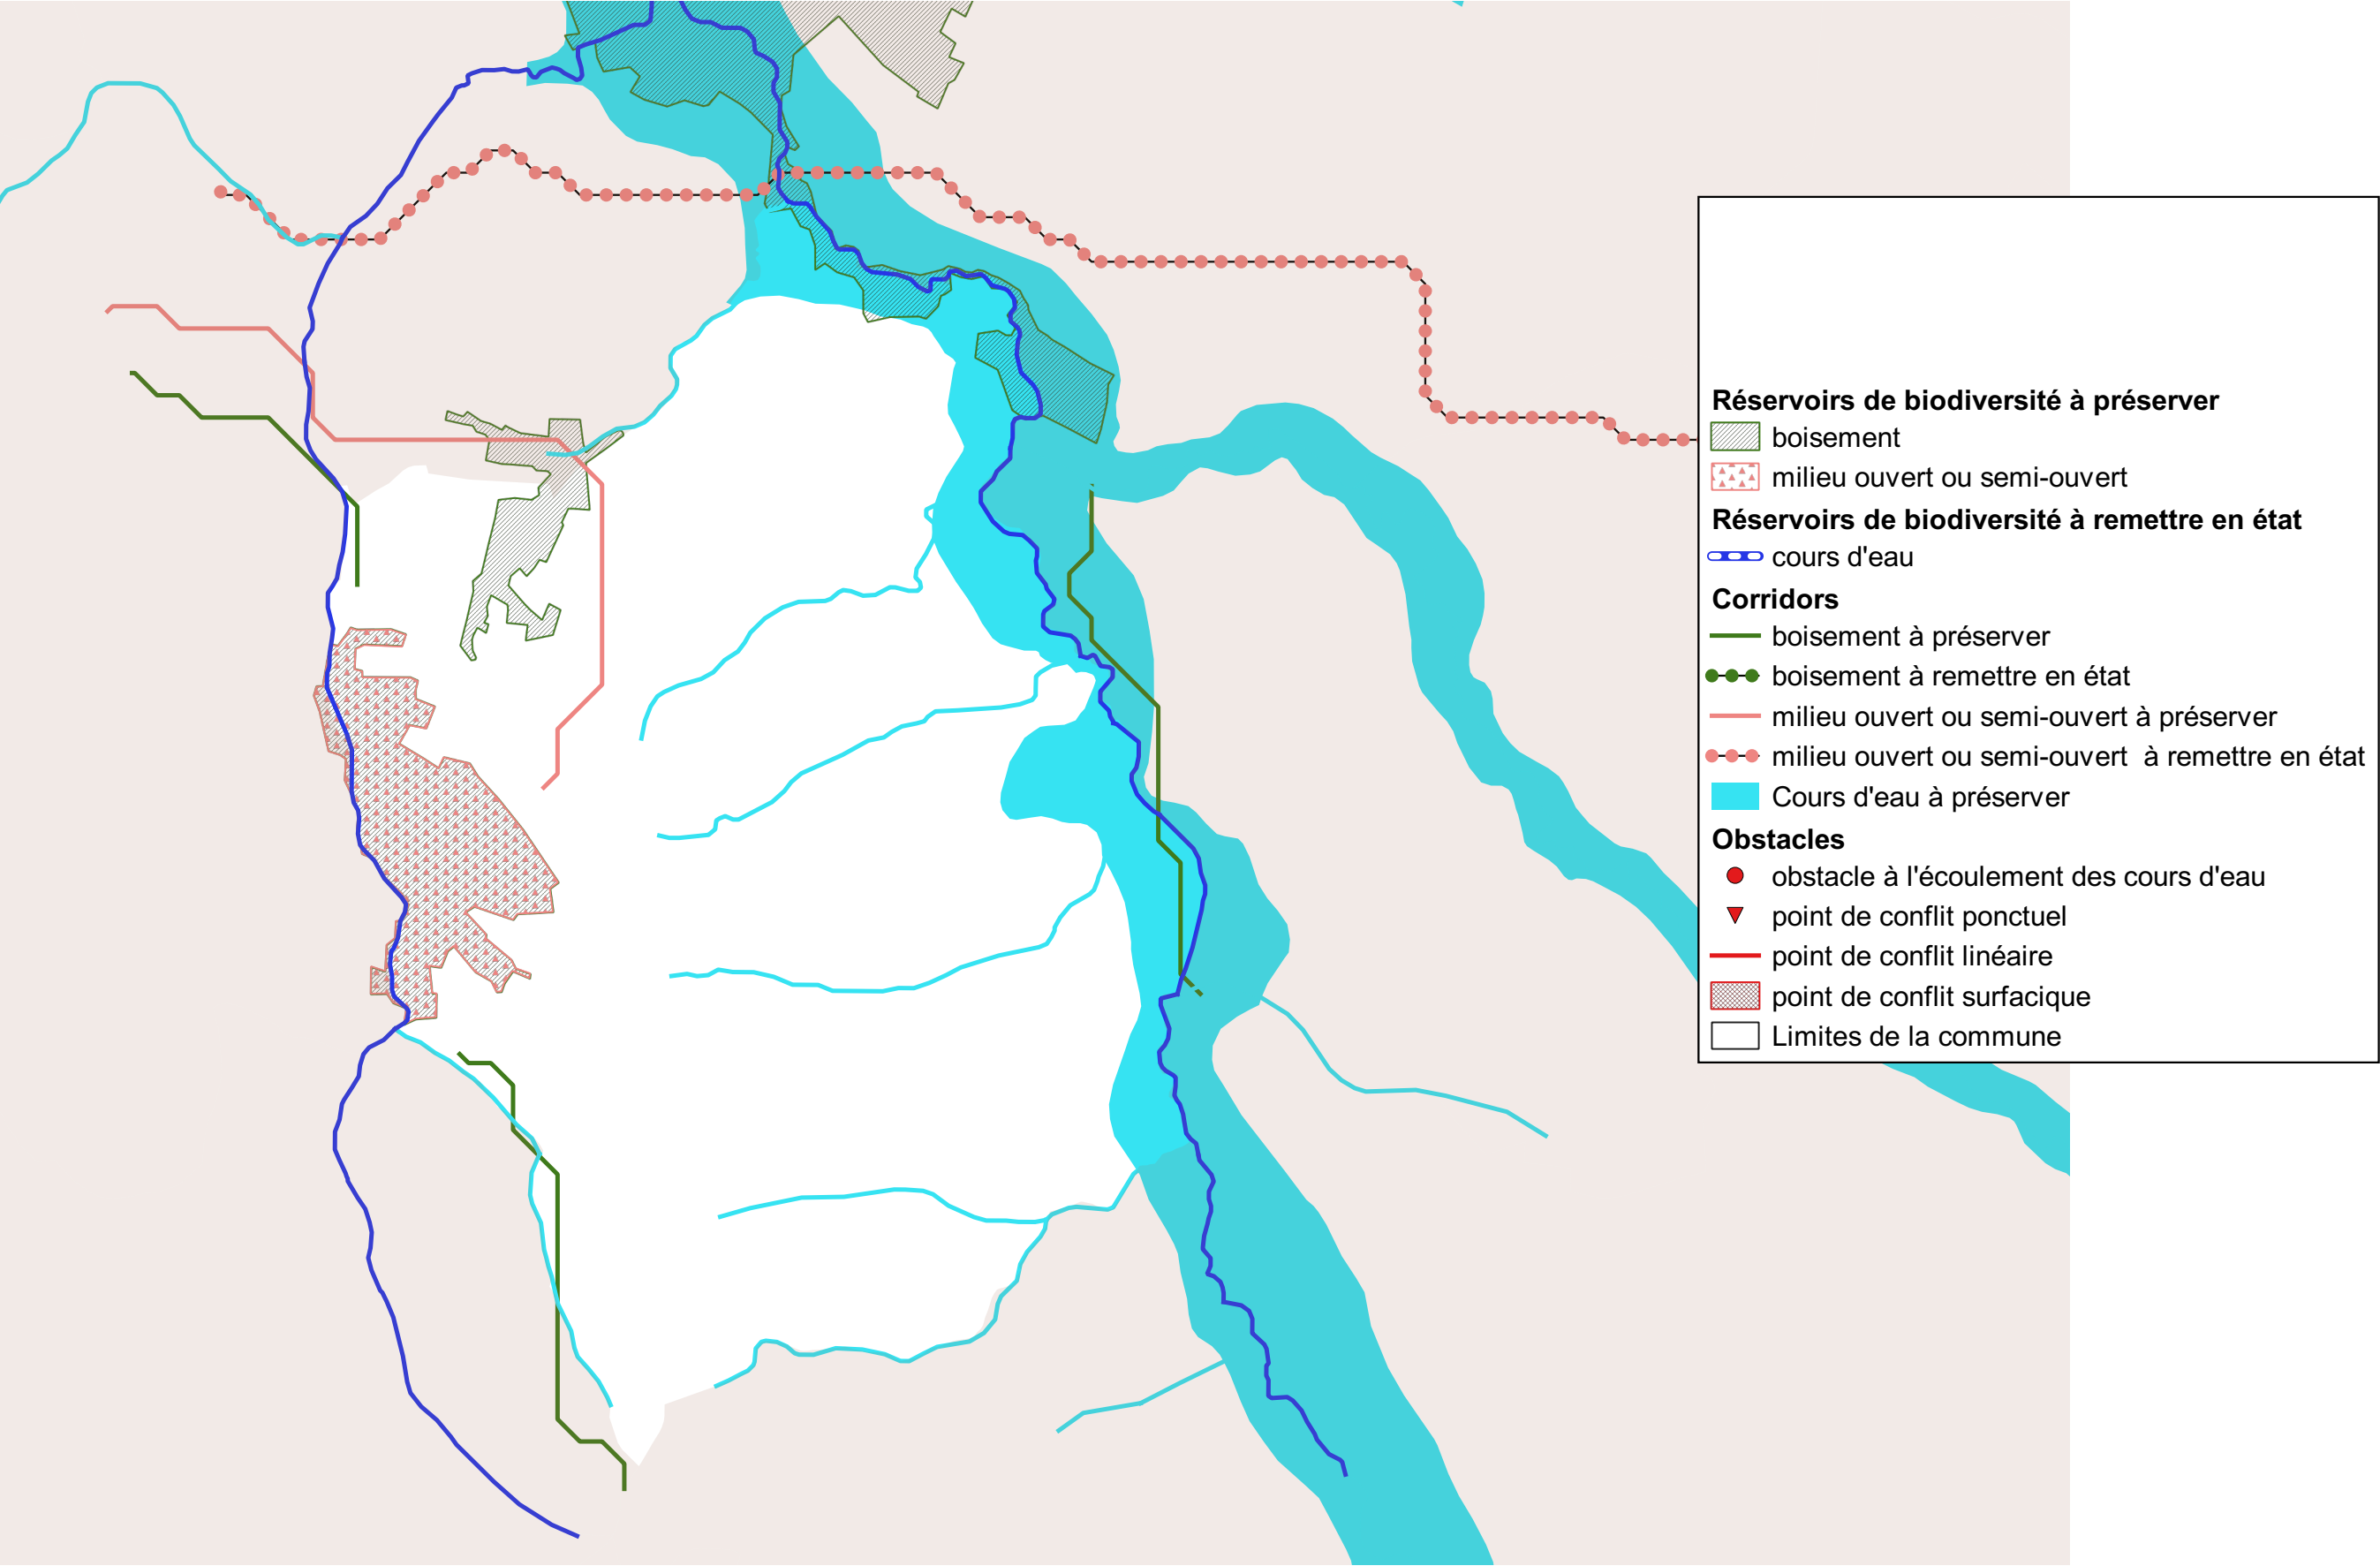 Réservoirs de biodiversité à préserver
boisement
milieu ouvert ou semi-ouvert
Réservoirs de biodiversité à remettre en état
cours d'eau
Corridors
boisement à préserver
boisement à remettre en état
milieu ouvert ou semi-ouvert à préserver
milieu ouvert ou semi-ouvert  à remettre en état
Cours d'eau à préserver
Obstacles
obstacle à l'écoulement des cours d'eau
point de conflit ponctuel
point de conflit linéaire
point de conflit surfacique
Limites de la commune